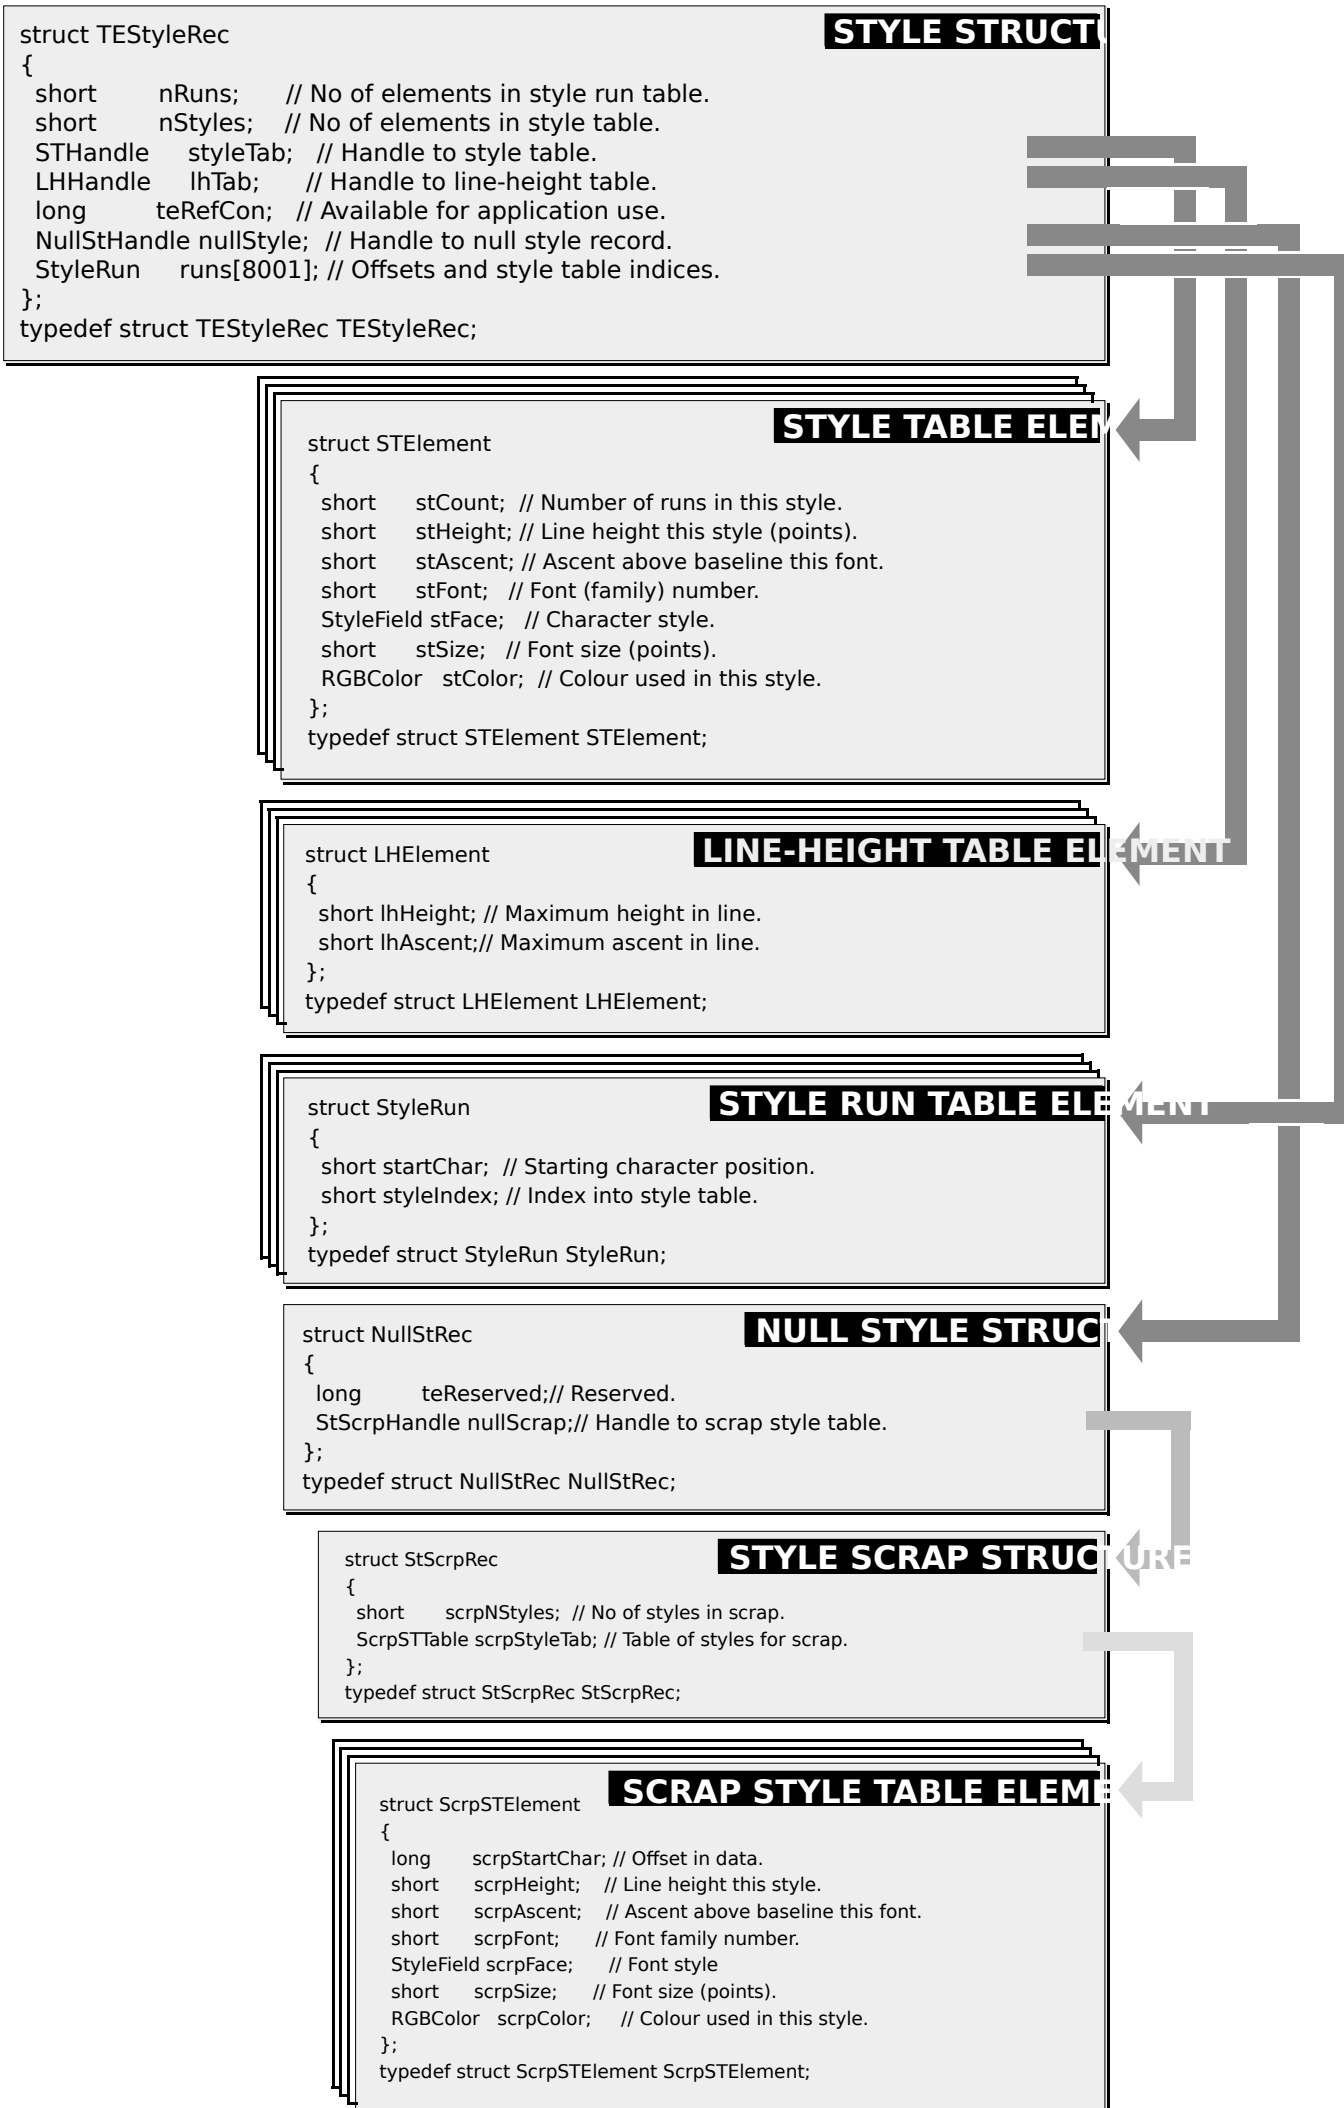 STYLE STRUCTU
struct TEStyleRec
{
short nRuns; // No of elements in style run table.
short nStyles; // No of elements in style table.
STHandle styleTab; // Handle to style table.
LHHandle lhTab; // Handle to line-height table.
long teRefCon; // Available for application use.
NullStHandle nullStyle; // Handle to null style record.
StyleRun runs[8001]; // Offsets and style table indices.
};
typedef struct TEStyleRec TEStyleRec;
STYLE TABLE ELEM
struct STElement
{
short stCount; // Number of runs in this style.
short stHeight; // Line height this style (points).
short stAscent; // Ascent above baseline this font.
short stFont; // Font (family) number.
StyleField stFace; // Character style.
short stSize; // Font size (points).
RGBColor stColor; // Colour used in this style.
};
typedef struct STElement STElement;
LINE-HEIGHT TABLE ELEMENT
struct LHElement
{
short lhHeight; // Maximum height in line.
short lhAscent;// Maximum ascent in line.
};
typedef struct LHElement LHElement;
STYLE RUN TABLE ELEMENT
struct StyleRun
{
short startChar; // Starting character position.
short styleIndex; // Index into style table.
};
typedef struct StyleRun StyleRun;
NULL STYLE STRUCT
struct NullStRec
{
long teReserved;// Reserved.
StScrpHandle nullScrap;// Handle to scrap style table.
};
typedef struct NullStRec NullStRec;
STYLE SCRAP STRUCTURE
struct StScrpRec
{
short scrpNStyles; // No of styles in scrap.
ScrpSTTable scrpStyleTab; // Table of styles for scrap.
};
typedef struct StScrpRec StScrpRec;
SCRAP STYLE TABLE ELEME
struct ScrpSTElement
{
long scrpStartChar; // Offset in data.
short scrpHeight; // Line height this style.
short scrpAscent; // Ascent above baseline this font.
short scrpFont; // Font family number.
StyleField scrpFace; // Font style
short scrpSize; // Font size (points).
RGBColor scrpColor; // Colour used in this style.
};
typedef struct ScrpSTElement ScrpSTElement;